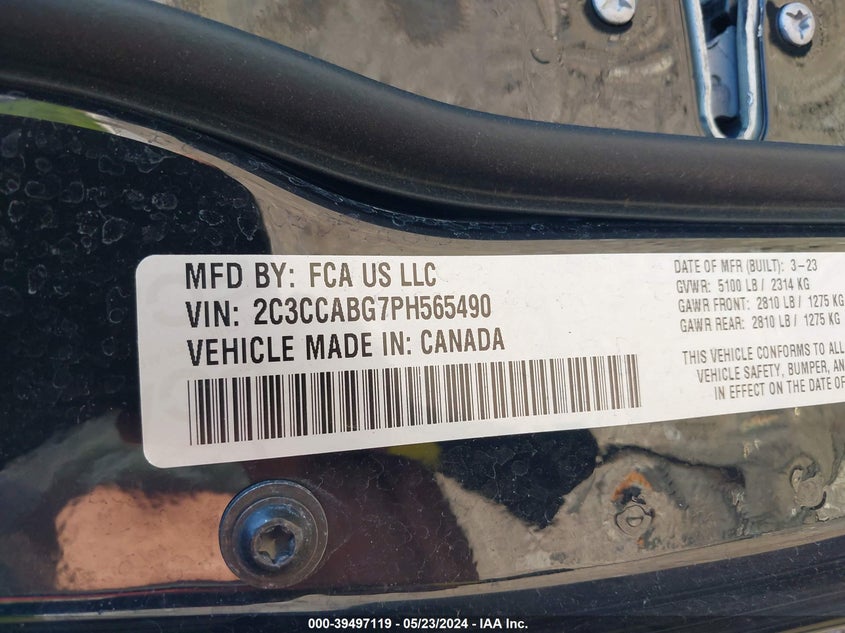 MFD BY: FCA US LLC
VIN: 2C3CCABG7PH565490
VEHICLE MADE IN: CANADA
DATE OF MFR (BUILT): 3-23
GVWR: 5100 LB / 2314 KG
GAWR FRONT: 2810 LB / 1275 KG
GAWR REAR: 2810 LB / 1275 KG
THIS VEHICLE CONFORMS TO ALL
VEHICLE SAFETY, BUMPER, AN
IN EFFECT ON THE DATE OF
000-39497119 - 05/23/2024 - IAA Inc.